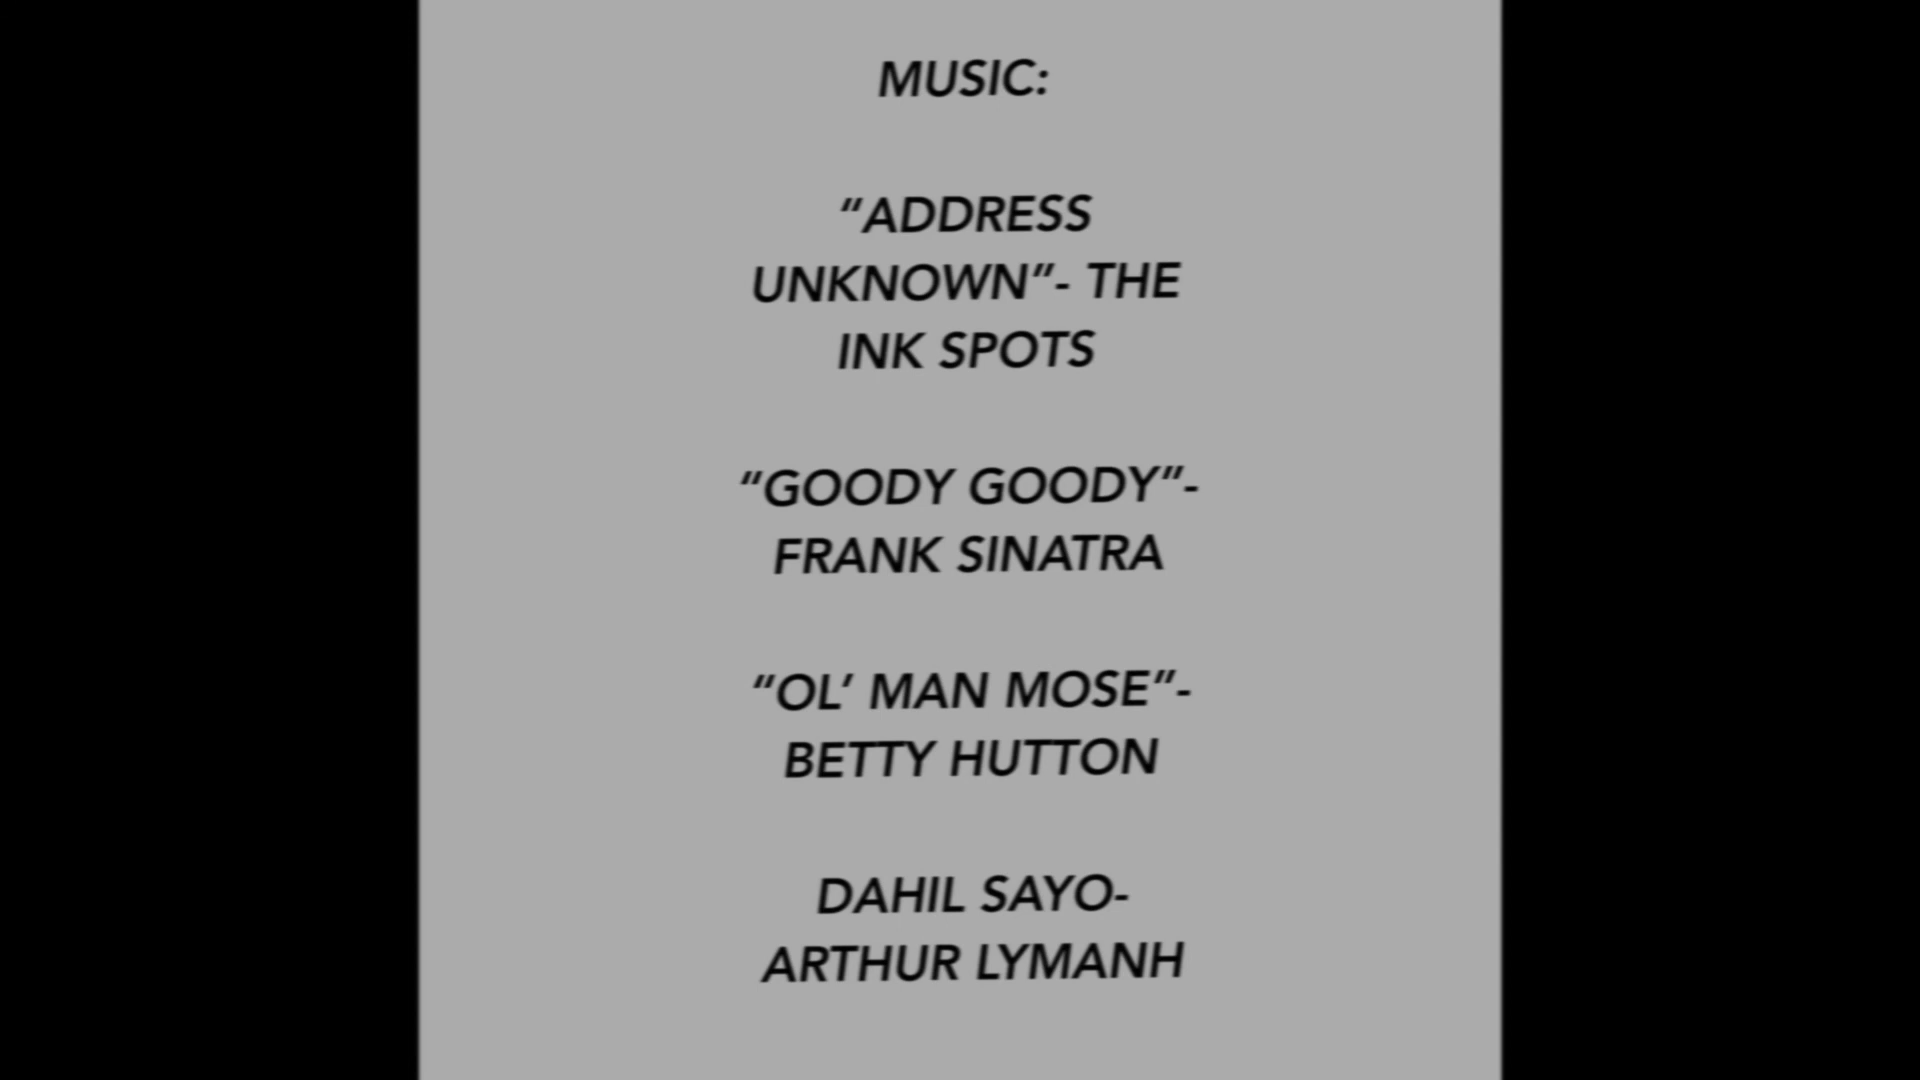 MUSIC:
“ADDRESS
UNKNOWN”- THE
INK SPOTS
“GOODY GOODY”-
FRANK SINATRA
“OL’ MAN MOSE”-
BETTY HUTTON
DAHIL SAYO-
ARTHUR LYMANH